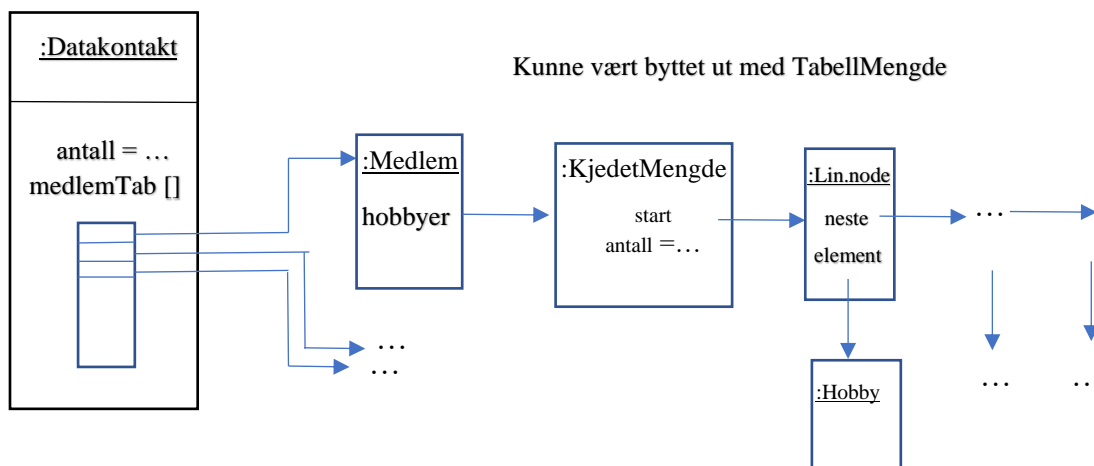 :Datakontakt
Kunne vært byttet ut med TabellMengde
antall = …
medlemTab []
:Medlem
hobbyer
:KjedetMengde
start
antall =…
:Lin.node
neste
element
…
…
…
…
…
:Hobby